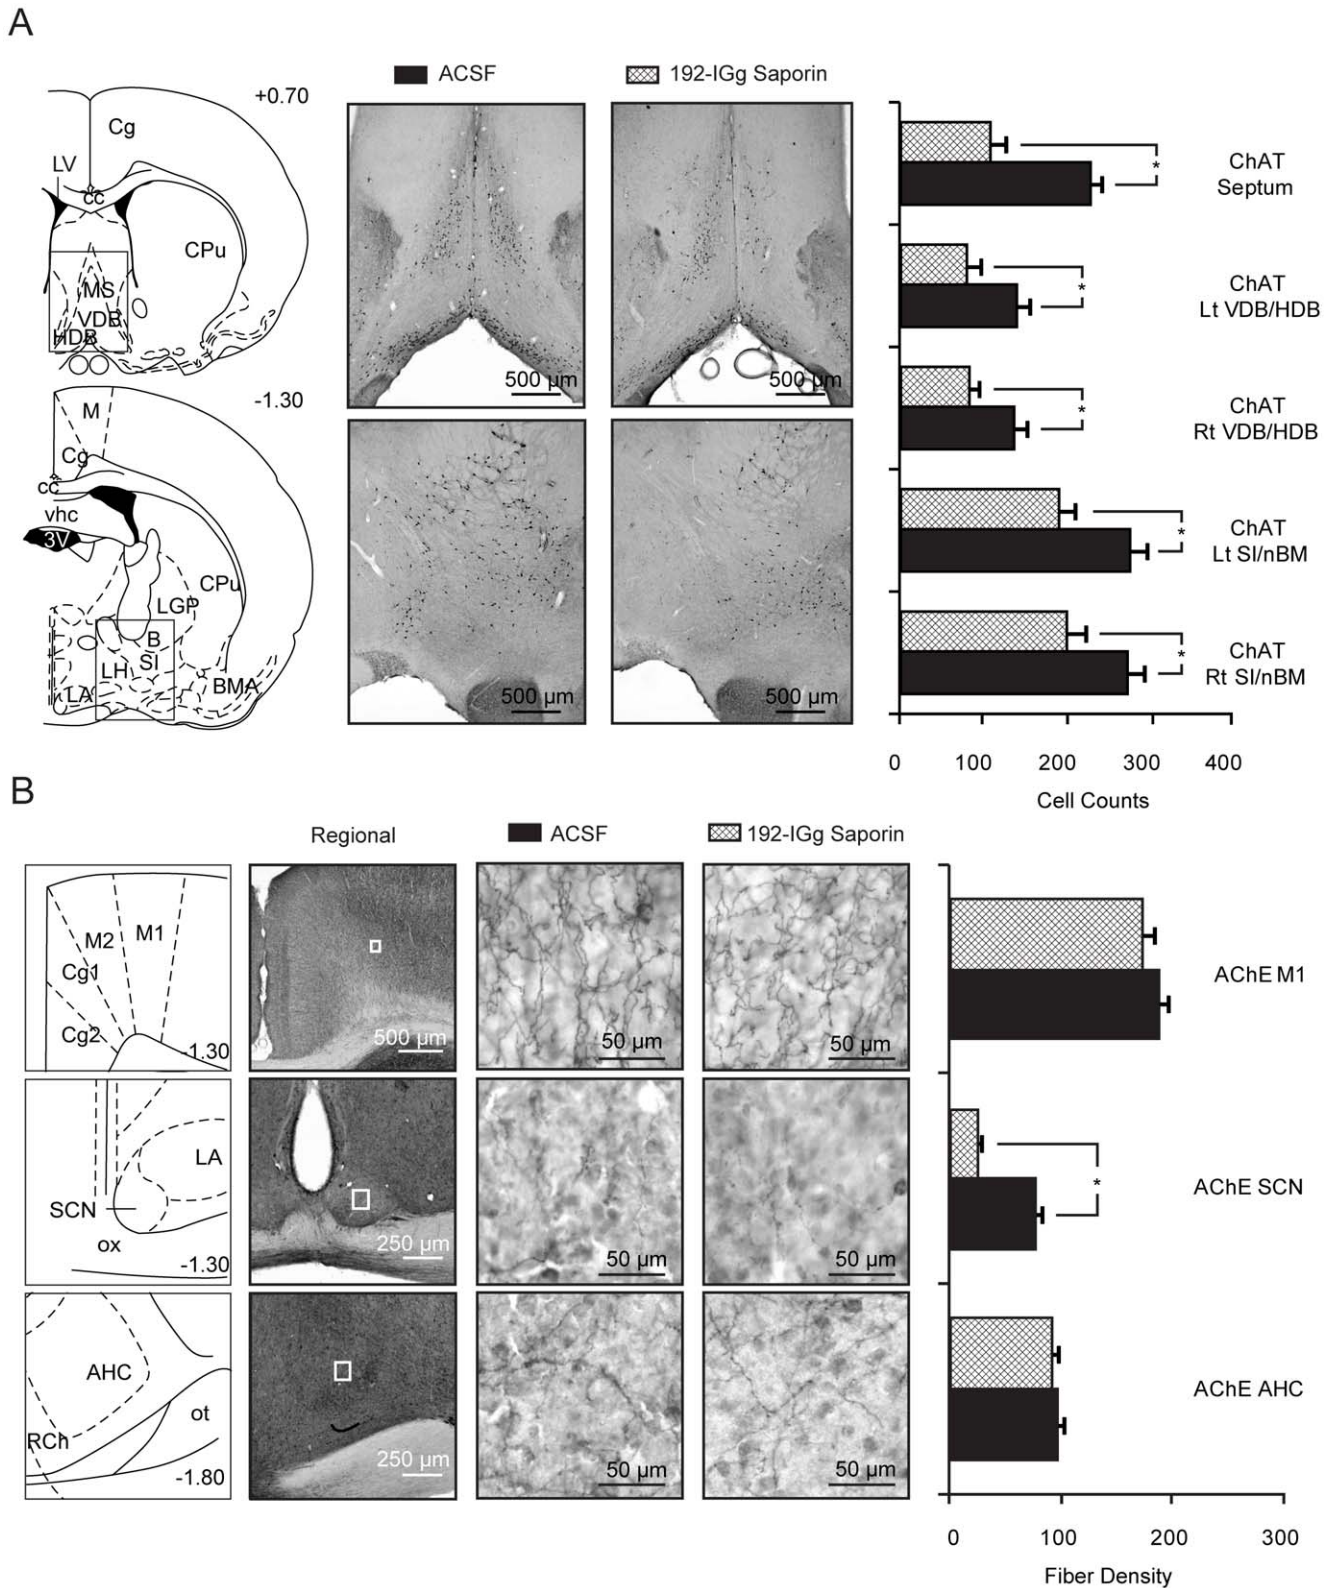 A
ACSF
192-IGg Saporin
+0.70
Cg
LV
cc
CPu
MS
VDB
HDB
500 µm
500 µm
ChAT
Septum
*
ChAT
Lt VDB/HDB
*
ChAT
Rt VDB/HDB
*
-1.30
M
Cg
cc
vhc
3V
CPu
LGP
B
SI
LH
LA
BMA
500 µm
500 µm
ChAT
Lt SI/nBM
*
ChAT
Rt SI/nBM
*
0 100 200 300 400
Cell Counts
B
Regional
ACSF
192-IGg Saporin
M2
M1
Cg1
Cg2
-1.30
500 µm
50 µm
50 µm
AChE M1
LA
SCN
ox
-1.30
250 µm
50 µm
50 µm
*
AChE SCN
AHC
ot
RCh
-1.80
250 µm
50 µm
50 µm
AChE AHC
0 100 200 300
Fiber Density